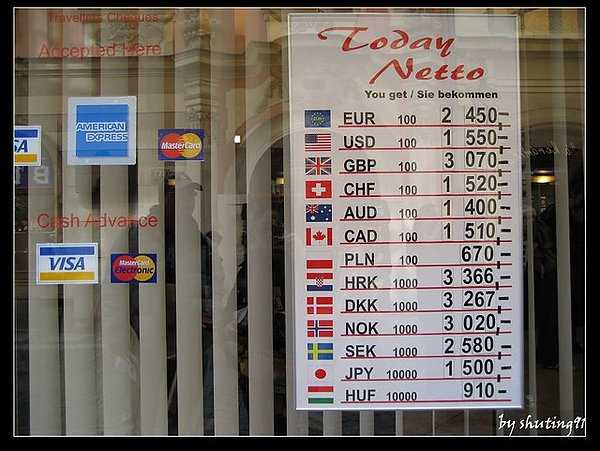 Travellers Cheques
Accepted Here
AMERICAN
EXPRESS
SA
MasterCard
Cash Advance
VISA
MasterCard
Electronic
Today
Netto
You get / Sie bekommen
EUR 100 2 450-
USD 100 1 550-
GBP 100 3 070-
CHF 100 1 520-
AUD 100 1 400-
CAD 100 1 510-
PLN 100 670-
HRK 1000 3 366-
DKK 1000 3 267-
NOK 1000 3 020-
SEK 1000 2 580-
JPY 10000 1 500-
HUF 10000 910-
by shuting91